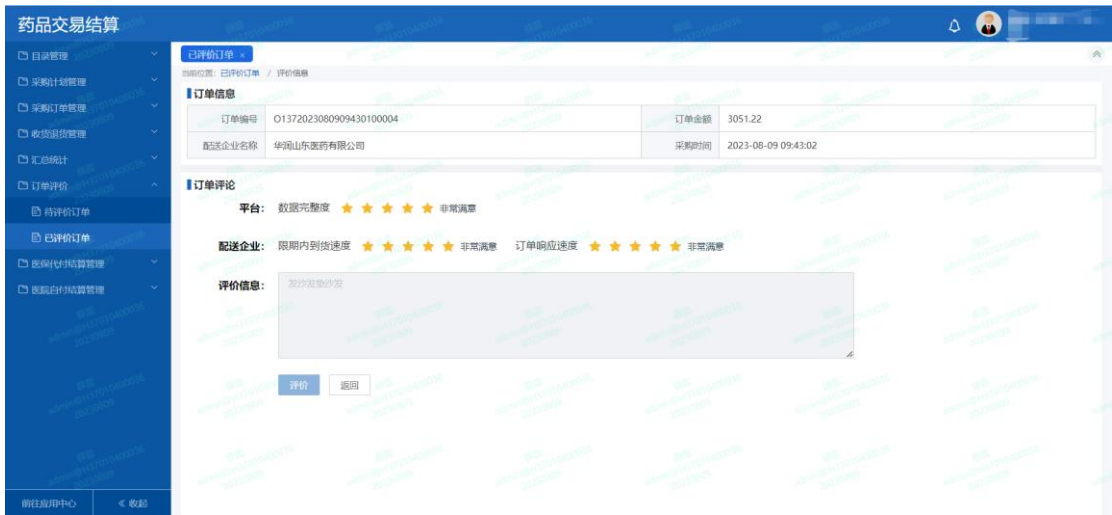 药品交易结算
目录管理
采购计划管理
采购订单管理
收货退货管理
汇总统计
订单评价
待评价订单
已评价订单
医保代付结算管理
医院自付结算管理
前往应用中心 《 收起
已评价订单 ×
当前位置： 已评价订单 / 评价信息
订单信息
订单编号 O1372023080909430100004 订单金额 3051.22
配送企业名称 华润山东医药有限公司 采购时间 2023-08-09 09:43:02
订单评论
平台： 数据完整度 非常满意
配送企业： 限期内到货速度 非常满意 订单响应速度 非常满意
评价信息：
评价 返回